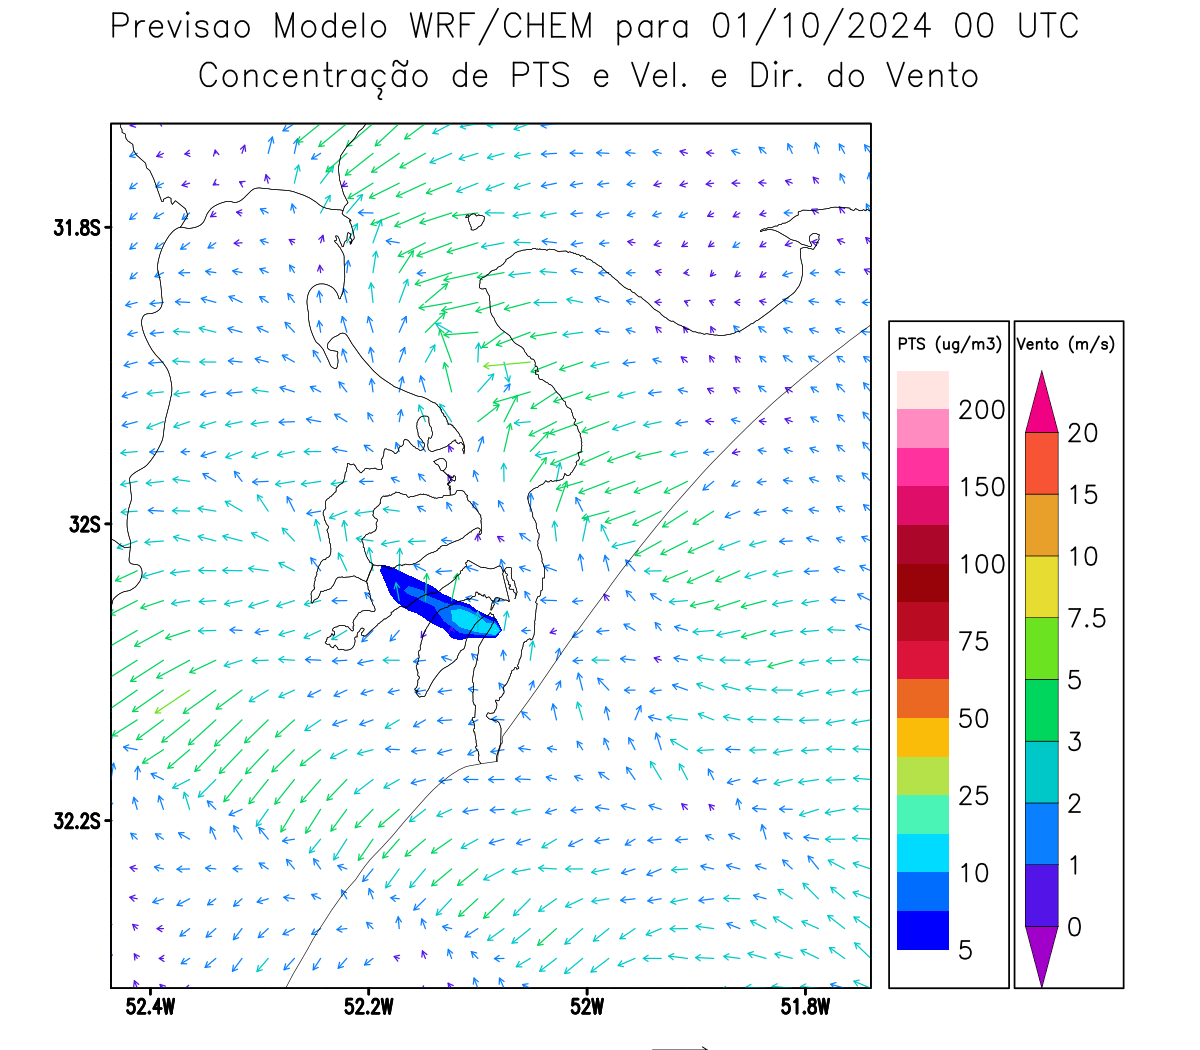 Previsao Modelo WRF/CHEM para 01/10/2024 00 UTC
Concentração de PTS e Vel. e Dir. do Vento
31.8S
32S
32.2S
52.4W 52.2W 52W 51.8W
PTS (ug/m3)
200
150
100
75
50
25
10
5
Vento (m/s)
20
15
10
7.5
5
3
2
1
0